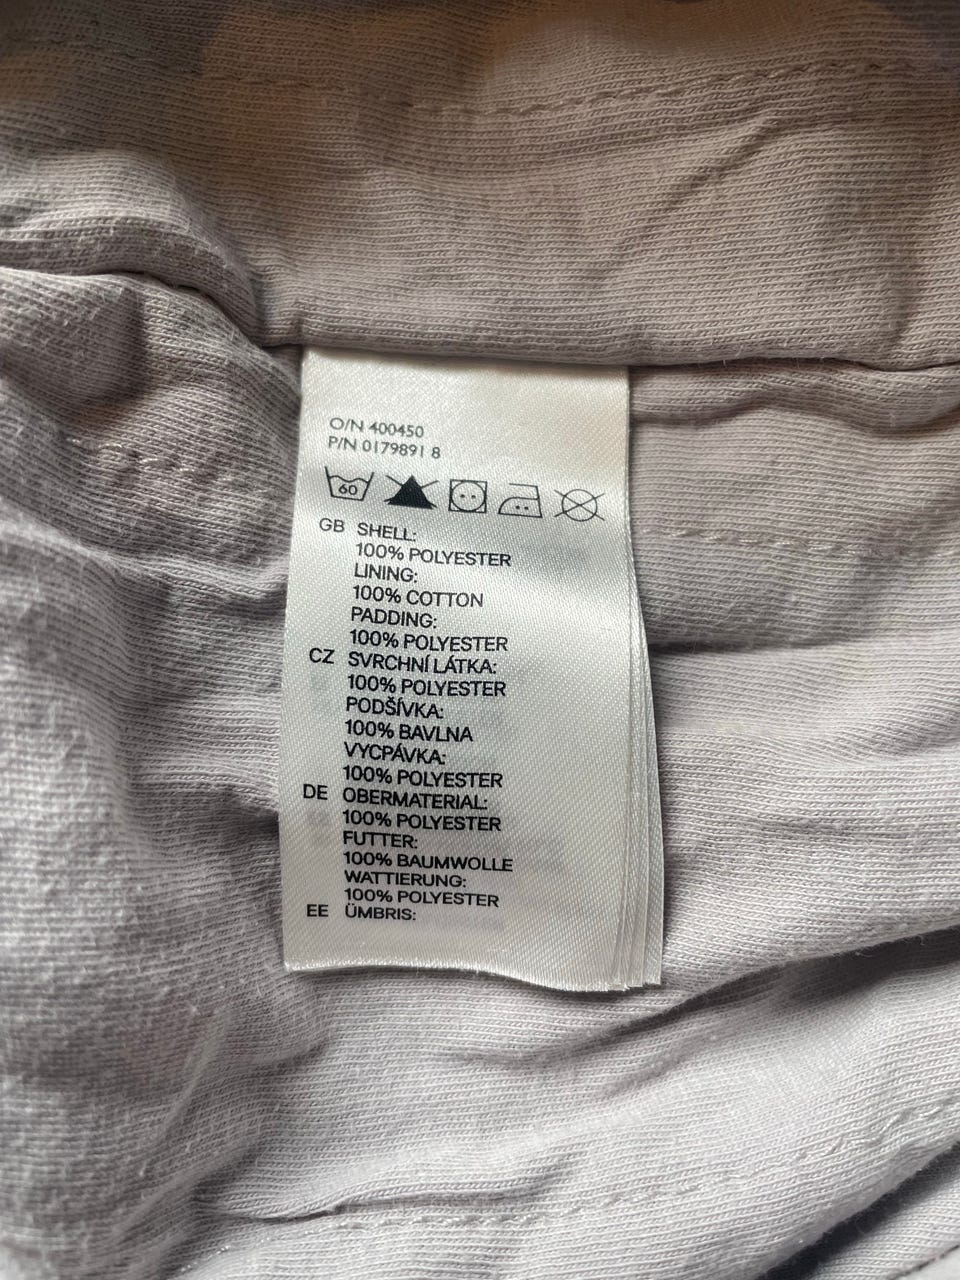 O/N 400450
P/N 0179891 8
60
GB SHELL:
100% POLYESTER
LINING:
100% COTTON
PADDING:
100% POLYESTER
CZ SVRCHNÍ LÁTKA:
100% POLYESTER
PODŠÍVKA:
100% BAVLNA
VYCPÁVKA:
100% POLYESTER
DE OBERMATERIAL:
100% POLYESTER
FUTTER:
100% BAUMWOLLE
WATTIERUNG:
100% POLYESTER
EE ÜMBRIS: